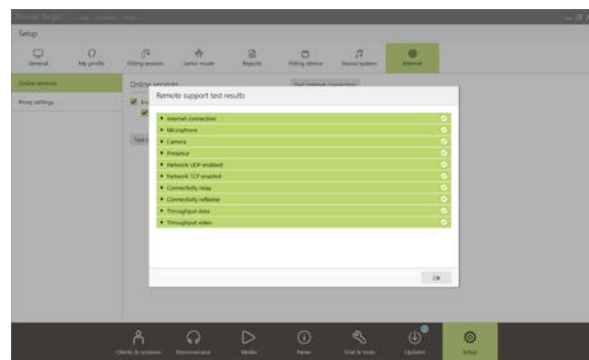 Phonak Target
Setup
General
My profile
Fitting session
Junior mode
Reports
Fitting device
Sound system
Internet
Online services
Proxy settings
Online services
Test internet connection
Remote support test results
Internet connection
Microphone
Camera
Presence
Network UDP enabled
Network TCP enabled
Connectivity relay
Connectivity reflexive
Throughput data
Throughput video
OK
Clients & sessions
Demonstrator
Media
News
Trial & tools
Updates
Setup